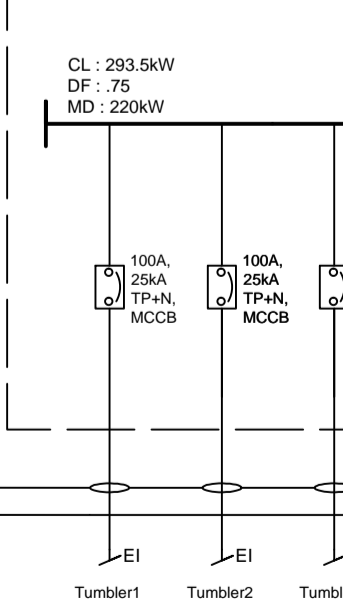 CL : 293.5kW
DF : .75
MD : 220kW
100A,
25kA
TP+N,
MCCB
100A,
25kA
TP+N,
MCCB
EI
EI
Tumbler1
Tumbler2
Tumbl